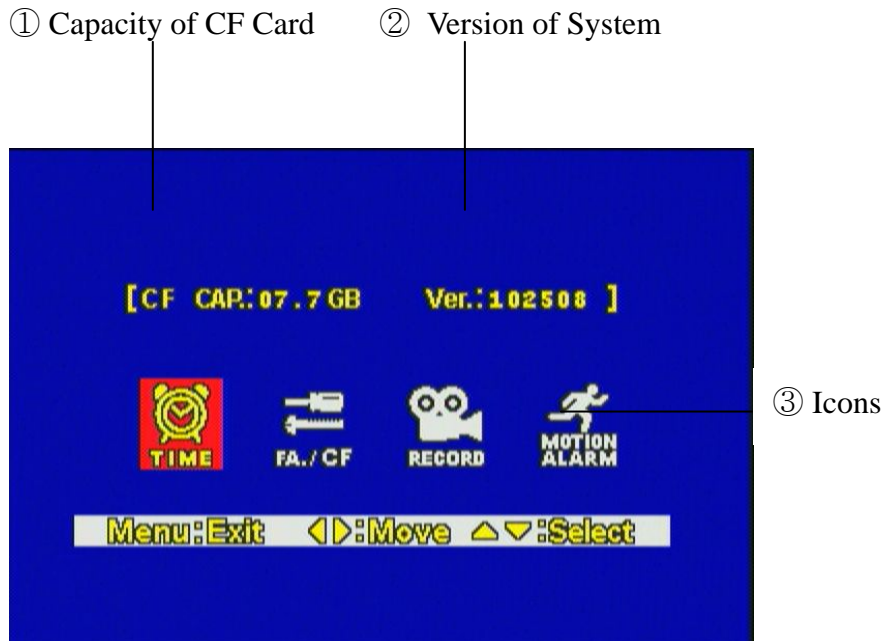 ① Capacity of CF Card ② Version of System
[CF CAP.:07.7GB Ver.:102508 ]
③ Icons
TIME FA./CF RECORD MOTION ALARM
Menu:Exit ◁▷:Move △▽:Select